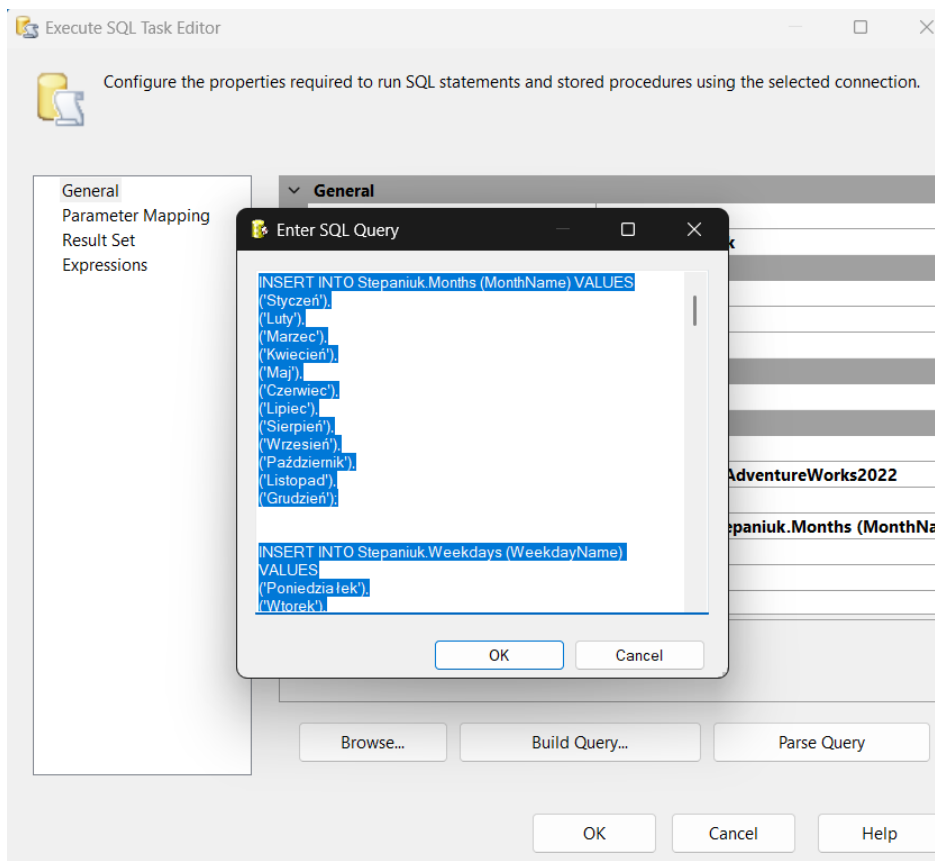 Execute SQL Task Editor
Configure the properties required to run SQL statements and stored procedures using the selected connection.
General
Parameter Mapping
Result Set
Expressions
General
Enter SQL Query
INSERT INTO Stepaniuk.Months (MonthName) VALUES
('Styczeń'),
('Luty'),
('Marzec'),
('Kwiecień'),
('Maj'),
('Czerwiec'),
('Lipiec'),
('Sierpień'),
('Wrzesień'),
('Październik'),
('Listopad'),
('Grudzień');
INSERT INTO Stepaniuk.Weekdays (WeekdayName)
VALUES
('Poniedziałek'),
('Wtorek'),
OK Cancel
AdventureWorks2022
epaniuk.Months (MonthNa
Browse... Build Query... Parse Query
OK Cancel Help